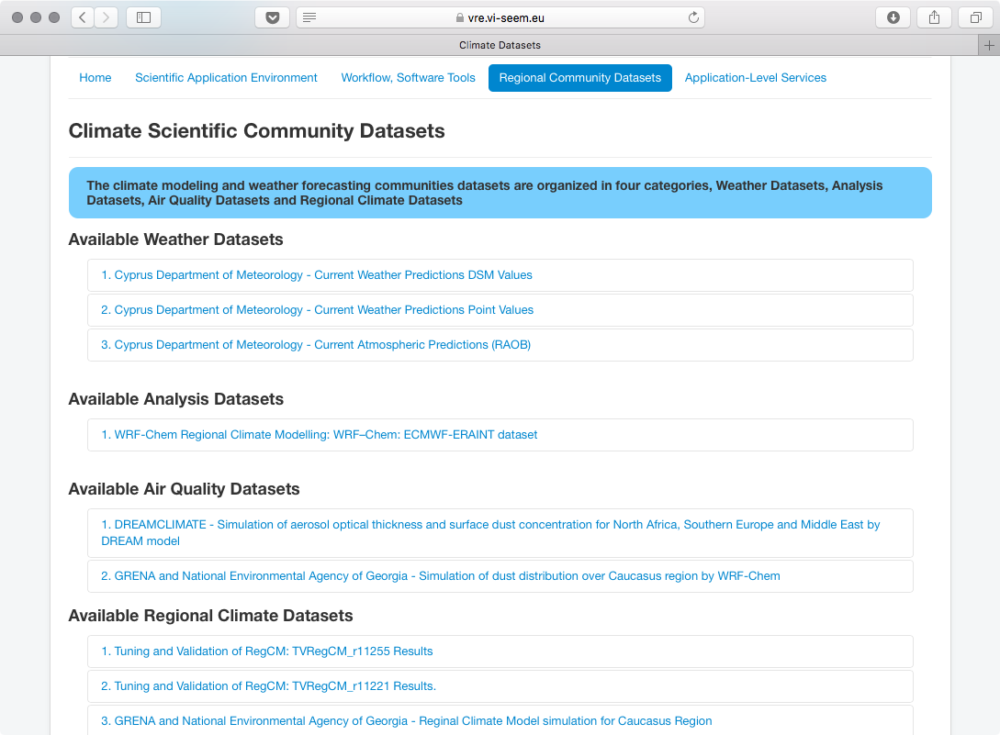 vre.vi-seem.eu
Climate Datasets
Home Scientific Application Environment Workflow, Software Tools Regional Community Datasets Application-Level Services
Climate Scientific Community Datasets
The climate modeling and weather forecasting communities datasets are organized in four categories, Weather Datasets, Analysis
Datasets, Air Quality Datasets and Regional Climate Datasets
Available Weather Datasets
1. Cyprus Department of Meteorology - Current Weather Predictions DSM Values
2. Cyprus Department of Meteorology - Current Weather Predictions Point Values
3. Cyprus Department of Meteorology - Current Atmospheric Predictions (RAOB)
Available Analysis Datasets
1. WRF-Chem Regional Climate Modelling: WRF–Chem: ECMWF-ERAINT dataset
Available Air Quality Datasets
1. DREAMCLIMATE - Simulation of aerosol optical thickness and surface dust concentration for North Africa, Southern Europe and Middle East by
DREAM model
2. GRENA and National Environmental Agency of Georgia - Simulation of dust distribution over Caucasus region by WRF-Chem
Available Regional Climate Datasets
1. Tuning and Validation of RegCM: TVRegCM_r11255 Results
2. Tuning and Validation of RegCM: TVRegCM_r11221 Results.
3. GRENA and National Environmental Agency of Georgia - Reginal Climate Model simulation for Caucasus Region